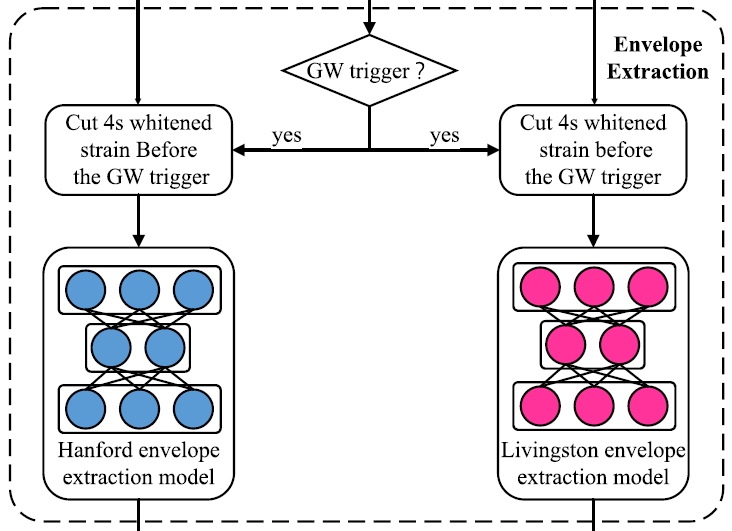 Envelope
Extraction
GW trigger ?
yes
yes
Cut 4s whitened
strain Before
the GW trigger
Cut 4s whitened
strain before
the GW trigger
Hanford envelope
extraction model
Livingston envelope
extraction model